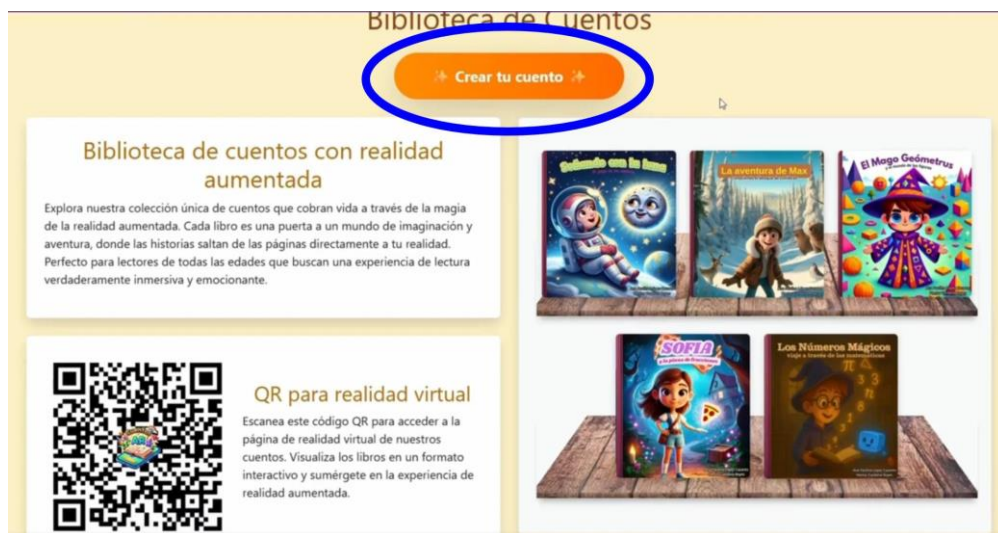 Biblioteca de Cuentos
✨ Crear tu cuento ✨
Biblioteca de cuentos con realidad
aumentada
Explora nuestra colección única de cuentos que cobran vida a través de la magia
de la realidad aumentada. Cada libro es una puerta a un mundo de imaginación y
aventura, donde las historias saltan de las páginas directamente a tu realidad.
Perfecto para lectores de todas las edades que buscan una experiencia de lectura
verdaderamente inmersiva y emocionante.
QR para realidad virtual
Escanea este código QR para acceder a la
página de realidad virtual de nuestros
cuentos. Visualiza los libros en un formato
interactivo y sumérgete en la experiencia de
realidad aumentada.
Soñando con la luna
La aventura de Max
El Mago Geómetrus
SOFIA
Los Números Mágicos
viaje a través de las matemáticas